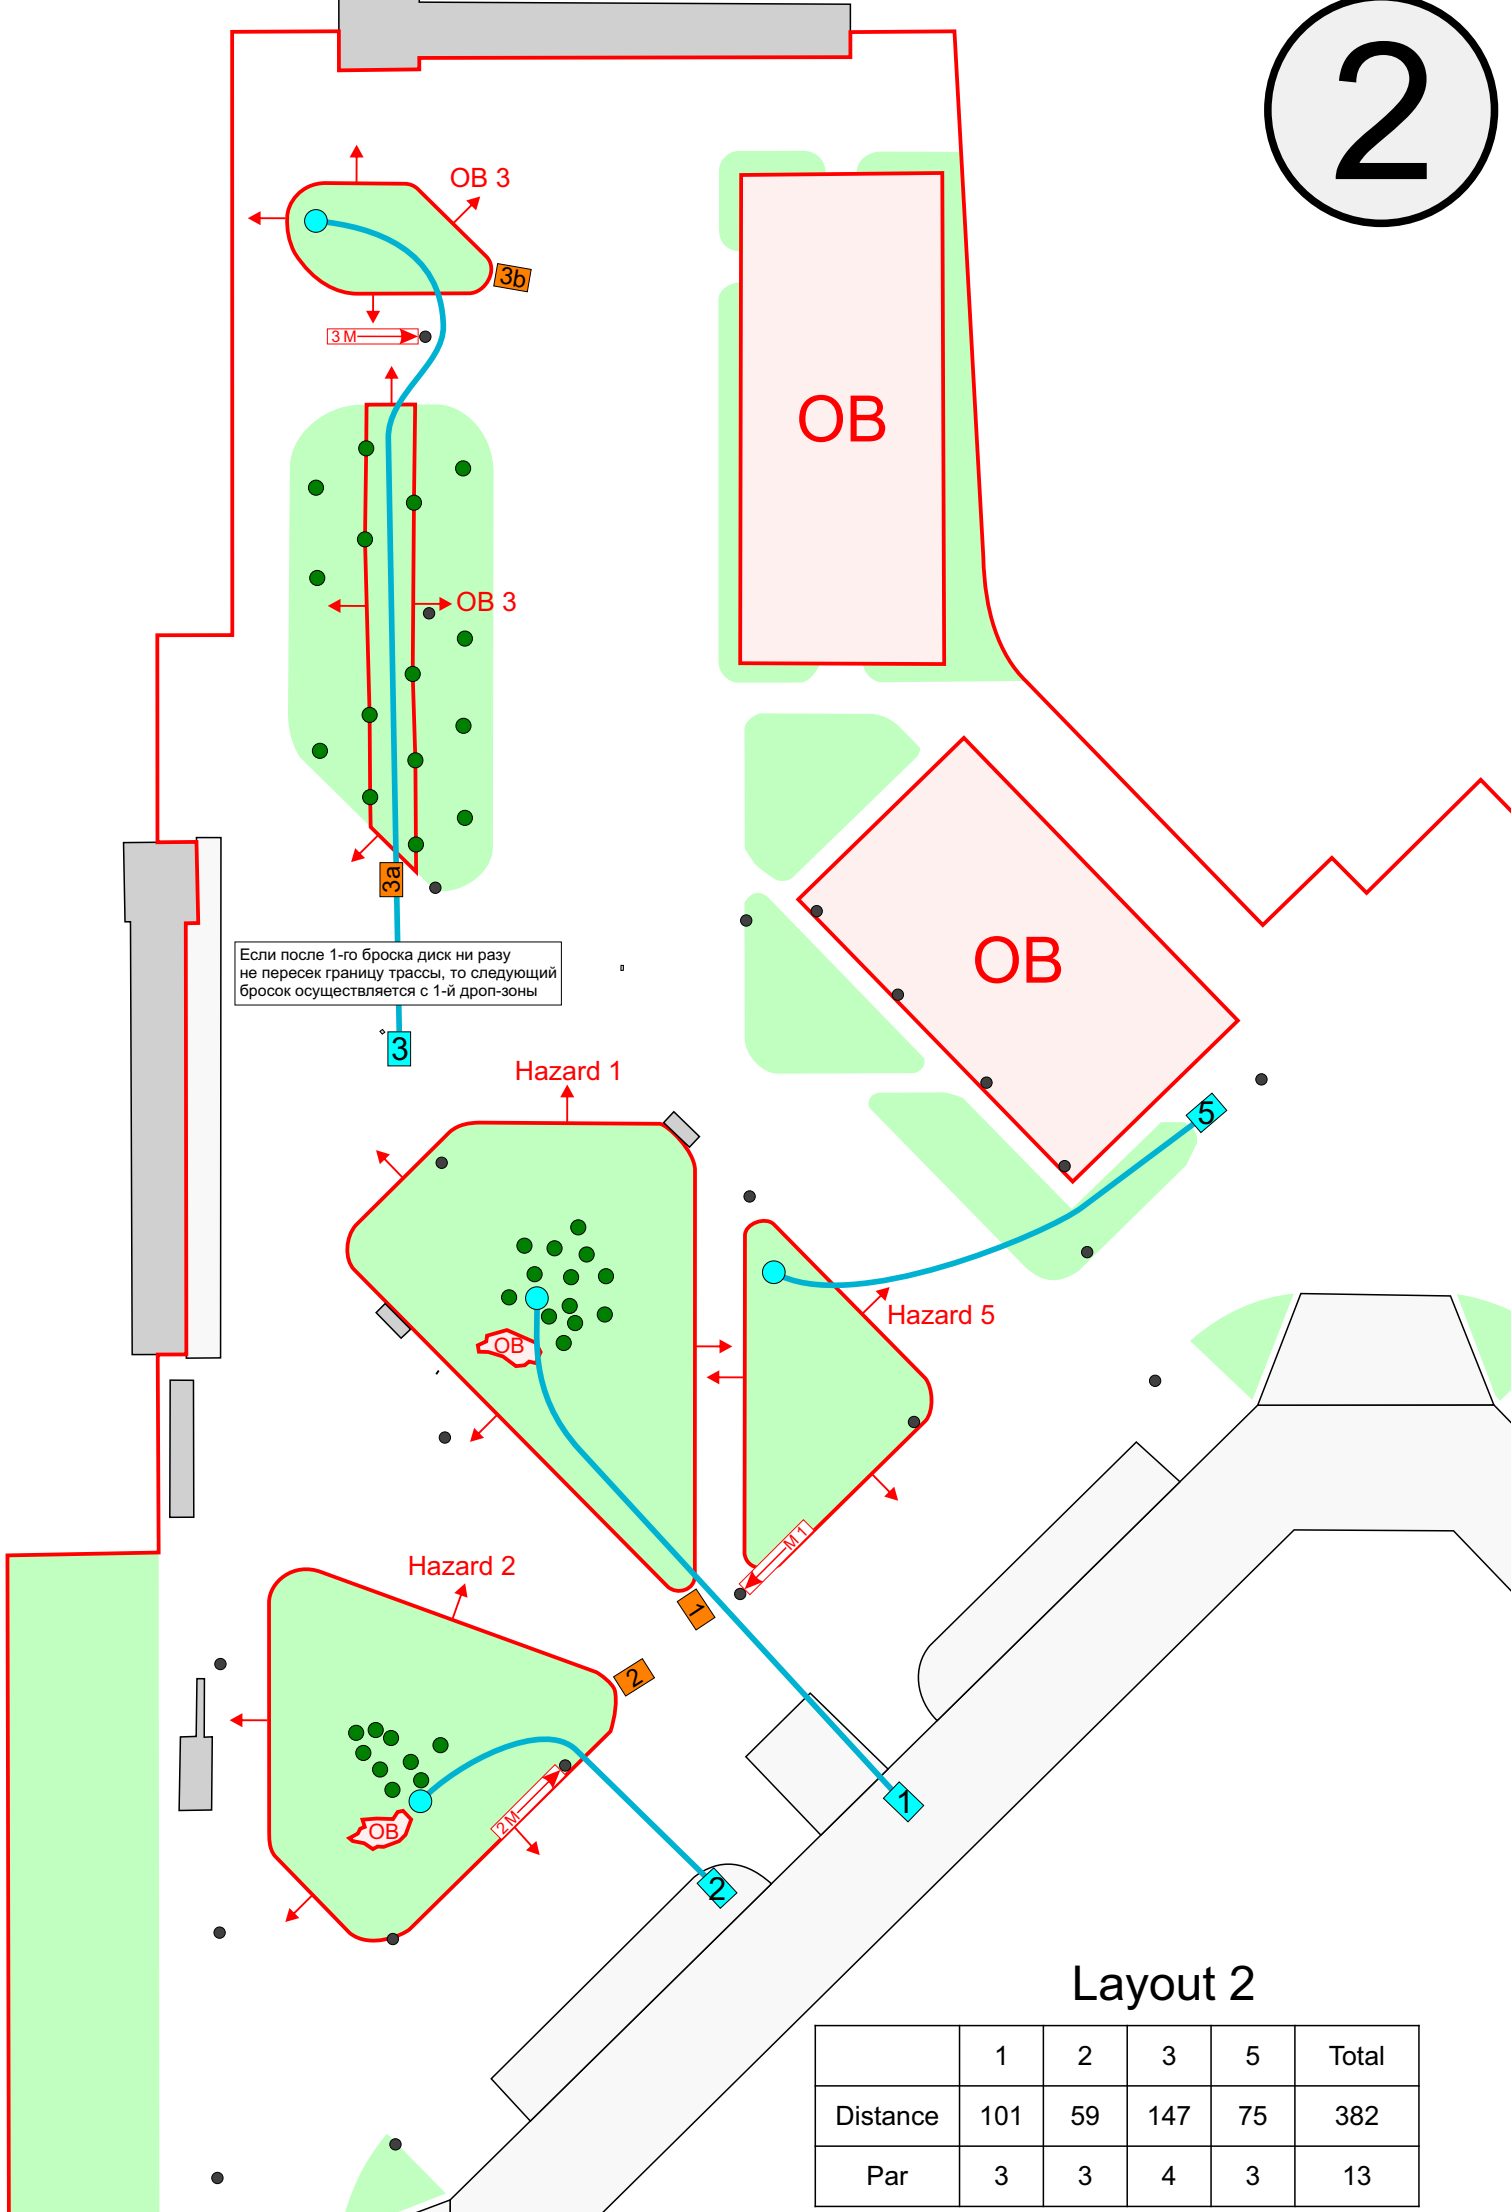 2
OB 3
3b
3 M
OB
OB 3
3a
OB
Если после 1-го броска диск ни разу
не пересек границу трассы, то следующий
бросок осуществляется с 1-й дроп-зоны
3
Hazard 1
5
Hazard 5
OB
M 1
Hazard 2
1
2
1
2 M
OB
2
Layout 2
1 2 3 5 Total
Distance 101 59 147 75 382
Par 3 3 4 3 13